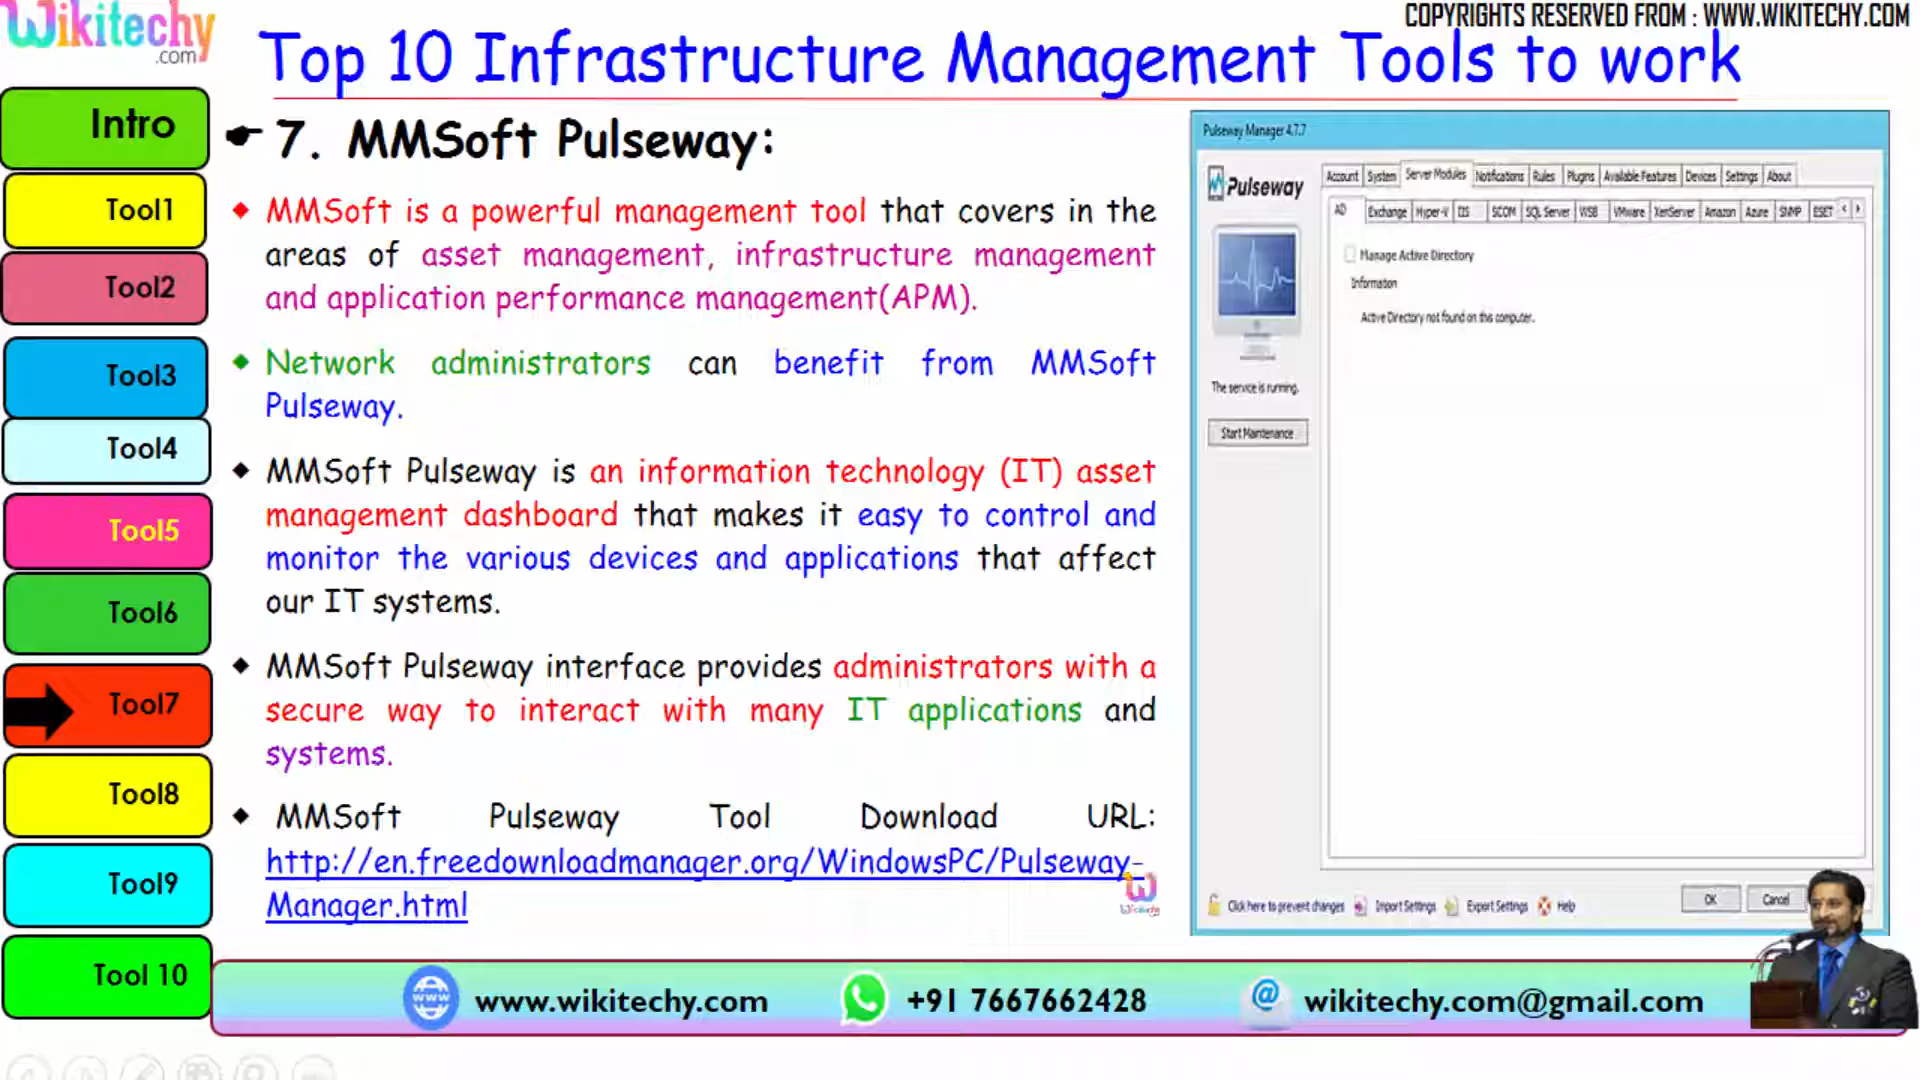 Wikitechy
.com
COPYRIGHTS RESERVED FROM : WWW.WIKITECHY.COM
Top 10 Infrastructure Management Tools to work
Intro
Tool1
Tool2
Tool3
Tool4
Tool5
Tool6
Tool7
Tool8
Tool9
Tool 10
7. MMSoft Pulseway:
MMSoft is a powerful management tool that covers in the
areas of asset management, infrastructure management
and application performance management(APM).
Network administrators can benefit from MMSoft
Pulseway.
MMSoft Pulseway is an information technology (IT) asset
management dashboard that makes it easy to control and
monitor the various devices and applications that affect
our IT systems.
MMSoft Pulseway interface provides administrators with a
secure way to interact with many IT applications and
systems.
MMSoft Pulseway Tool Download URL:
http://en.freedownloadmanager.org/WindowsPC/Pulseway-
Manager.html
Pulseway Manager 4.7.7
Pulseway
Account System Server Modules Notifications Rules Plugins Available Features Devices Settings About
AD Exchange Hyper-V IIS SCOM SQL Server WSB VMware XenServer Amazon Azure SNMP ESET
Manage Active Directory
Information
Active Directory not found on this computer.
The service is running.
Start Maintenance
Click here to prevent changes Import Settings Export Settings Help OK Cancel
www.wikitechy.com
+91 7667662428
wikitechy.com@gmail.com